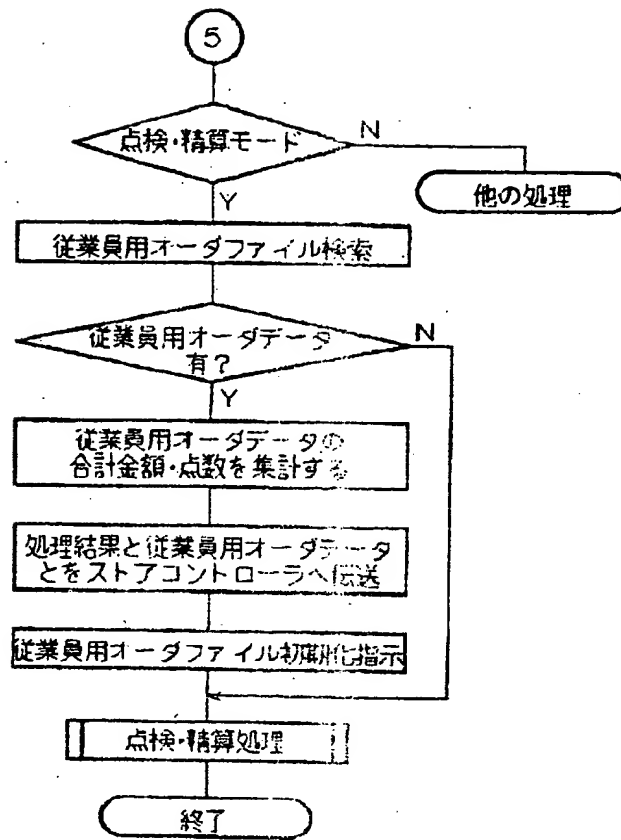 5
点検・精算モード
N
他の処理
Y
従業員用オーダファイル検索
従業員用オーダデータ
有?
N
Y
従業員用オーダデータの
合計金額・点数を集計する
処理結果と従業員用オーダデータ
とをストアコントローラへ伝送
従業員用オーダファイル初期化指示
点検・精算処理
終了